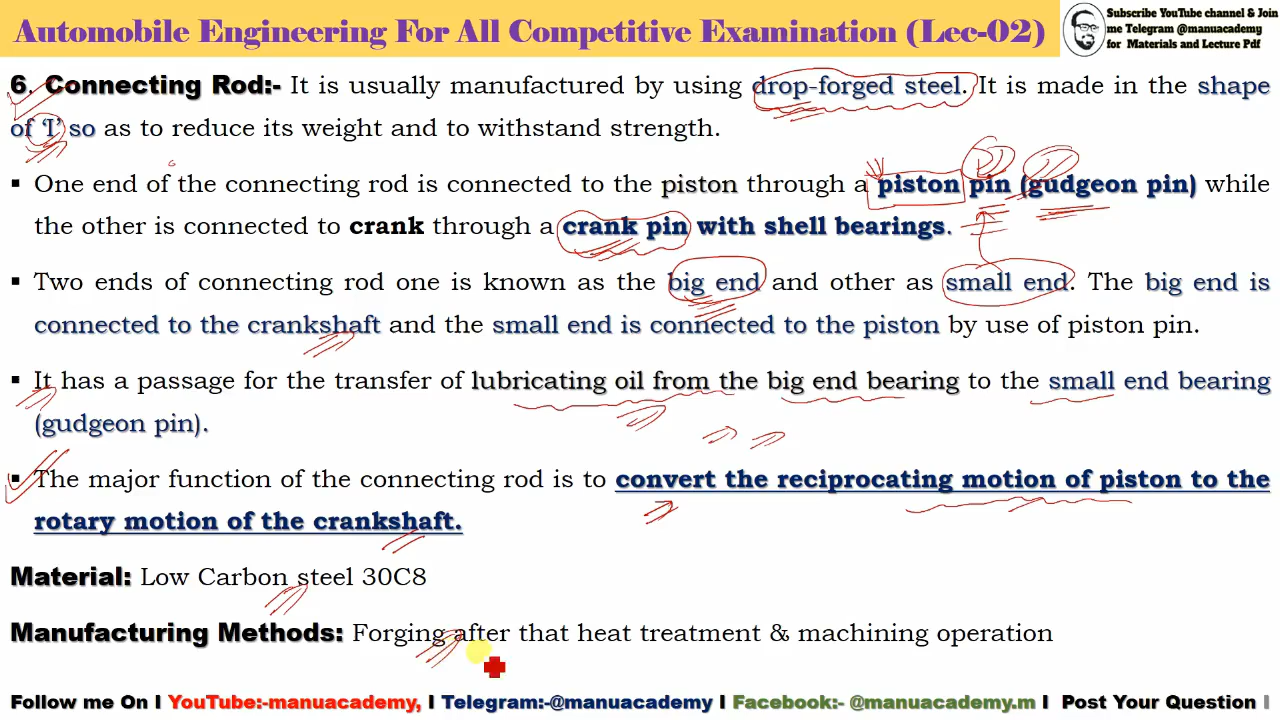 Automobile Engineering For All Competitive Examination (Lec-02)
Subscribe YouTube channel & Join
me Telegram @manuacademy
for Materials and Lecture Pdf
6. Connecting Rod:- It is usually manufactured by using drop-forged steel. It is made in the shape
of 'I' so as to reduce its weight and to withstand strength.
▪ One end of the connecting rod is connected to the piston through a piston pin (gudgeon pin) while
the other is connected to crank through a crank pin with shell bearings.
▪ Two ends of connecting rod one is known as the big end and other as small end. The big end is
connected to the crankshaft and the small end is connected to the piston by use of piston pin.
▪ It has a passage for the transfer of lubricating oil from the big end bearing to the small end bearing
(gudgeon pin).
▪ The major function of the connecting rod is to convert the reciprocating motion of piston to the
rotary motion of the crankshaft.
Material: Low Carbon steel 30C8
Manufacturing Methods: Forging after that heat treatment & machining operation
Follow me On I YouTube:-manuacademy, I Telegram:-@manuacademy I Facebook:- @manuacademy.m I Post Your Question I